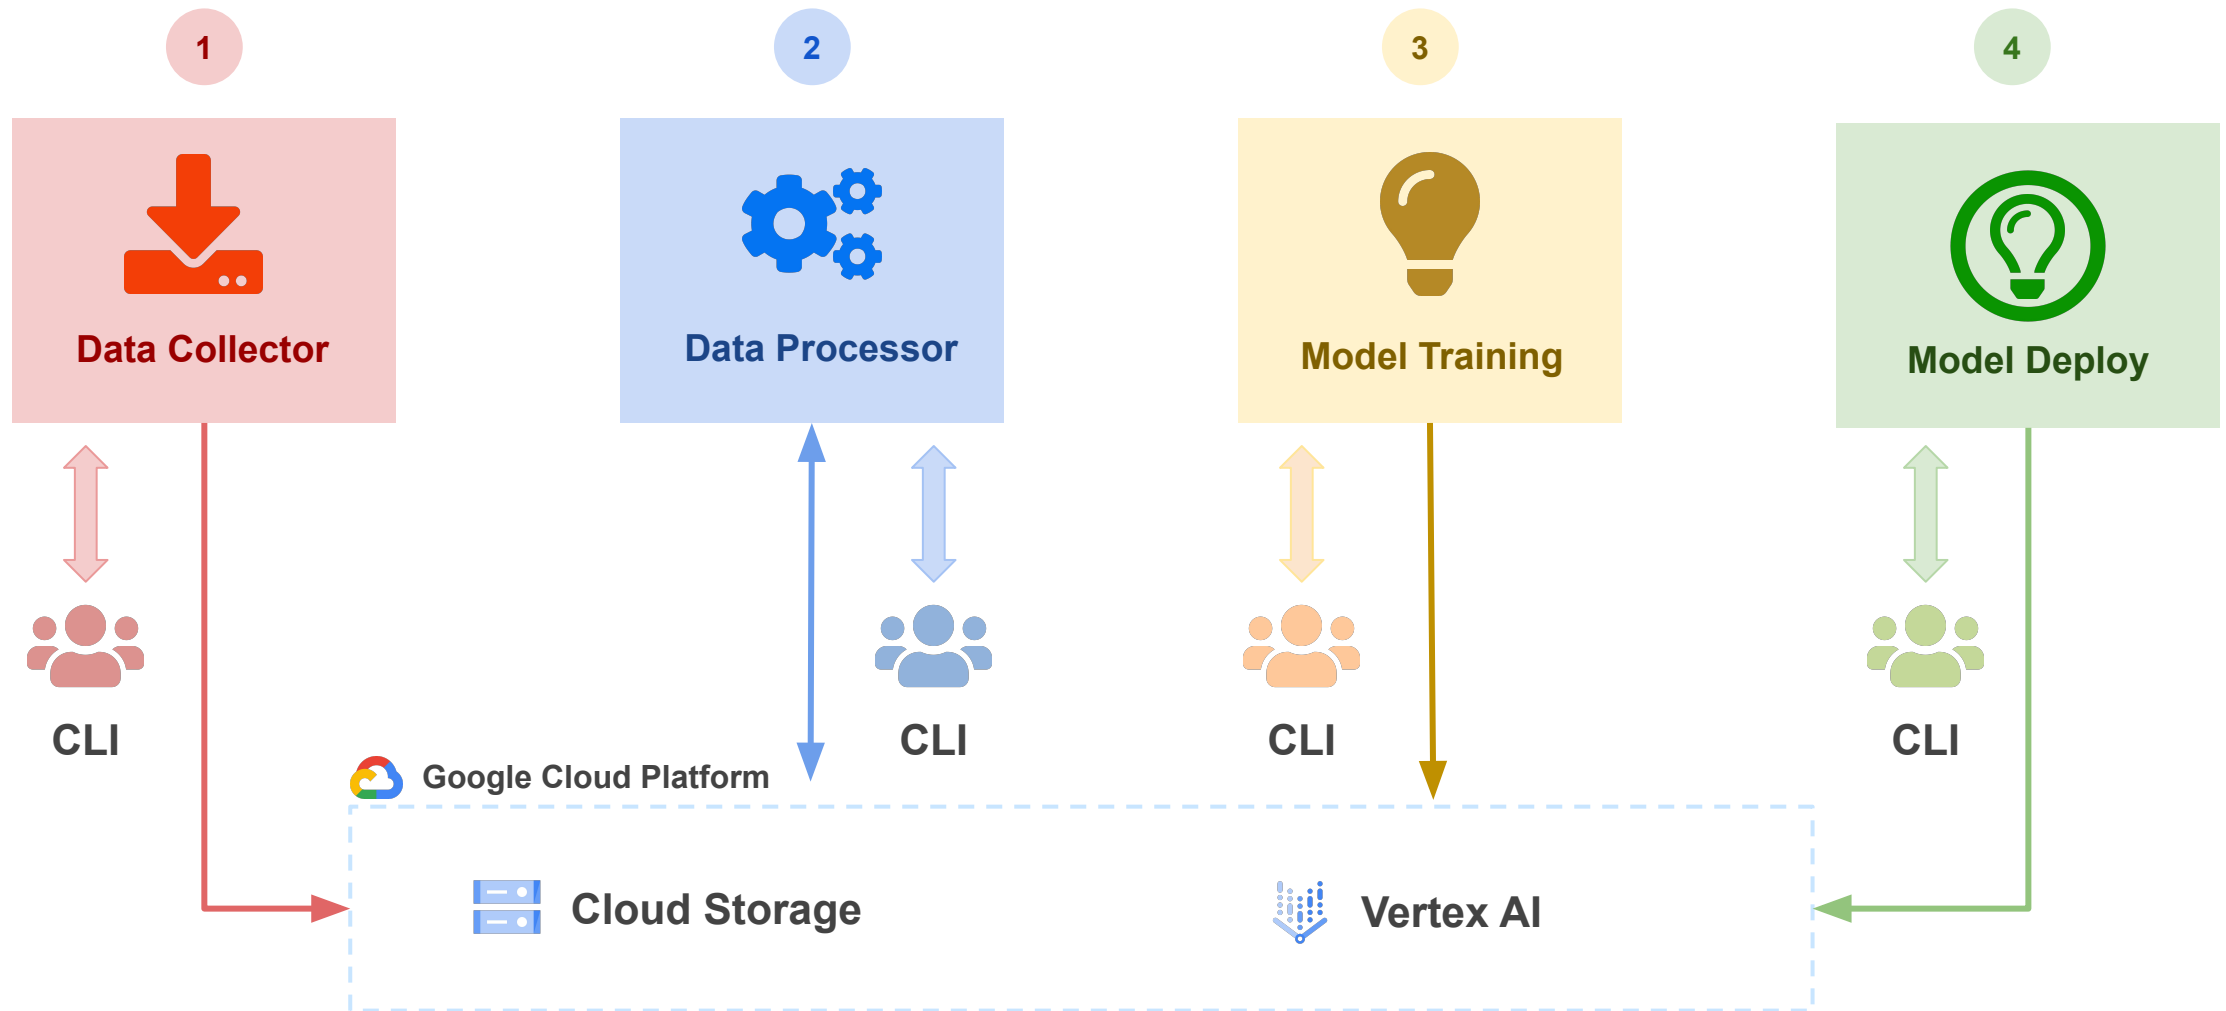 1
2
3
4
Data Collector
Data Processor
Model Training
Model Deploy
CLI
CLI
CLI
CLI
Google Cloud Platform
Cloud Storage
Vertex AI